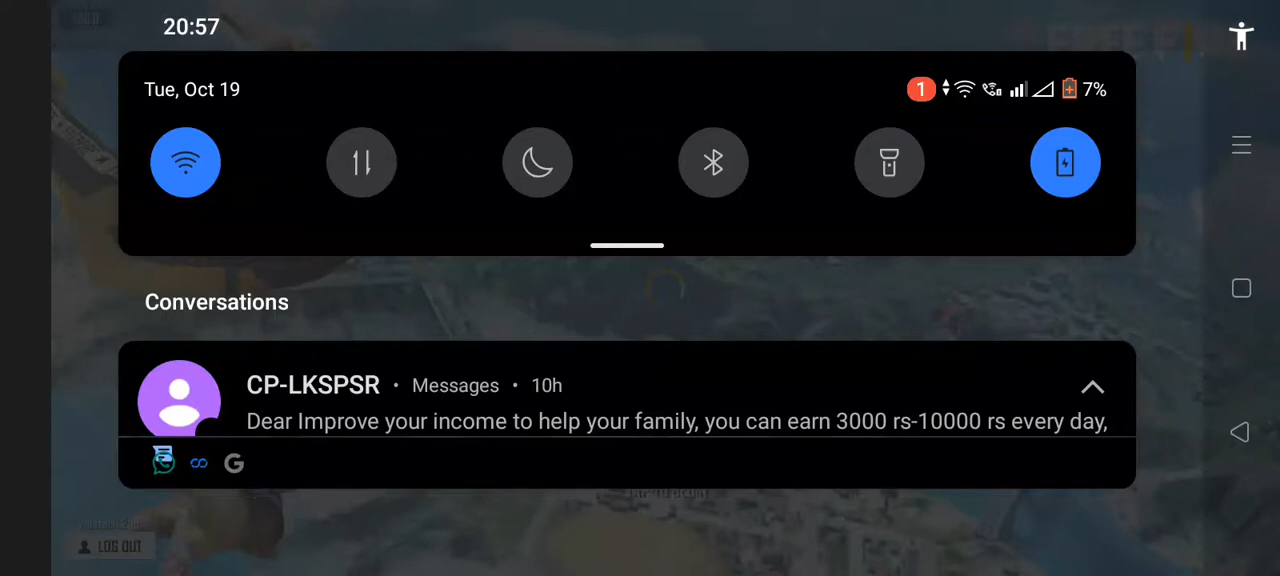 20:57
Tue, Oct 19
1
7%
Conversations
CP-LKSPSR • Messages • 10h
Dear Improve your income to help your family, you can earn 3000 rs-10000 rs every day,
G
LOG OUT